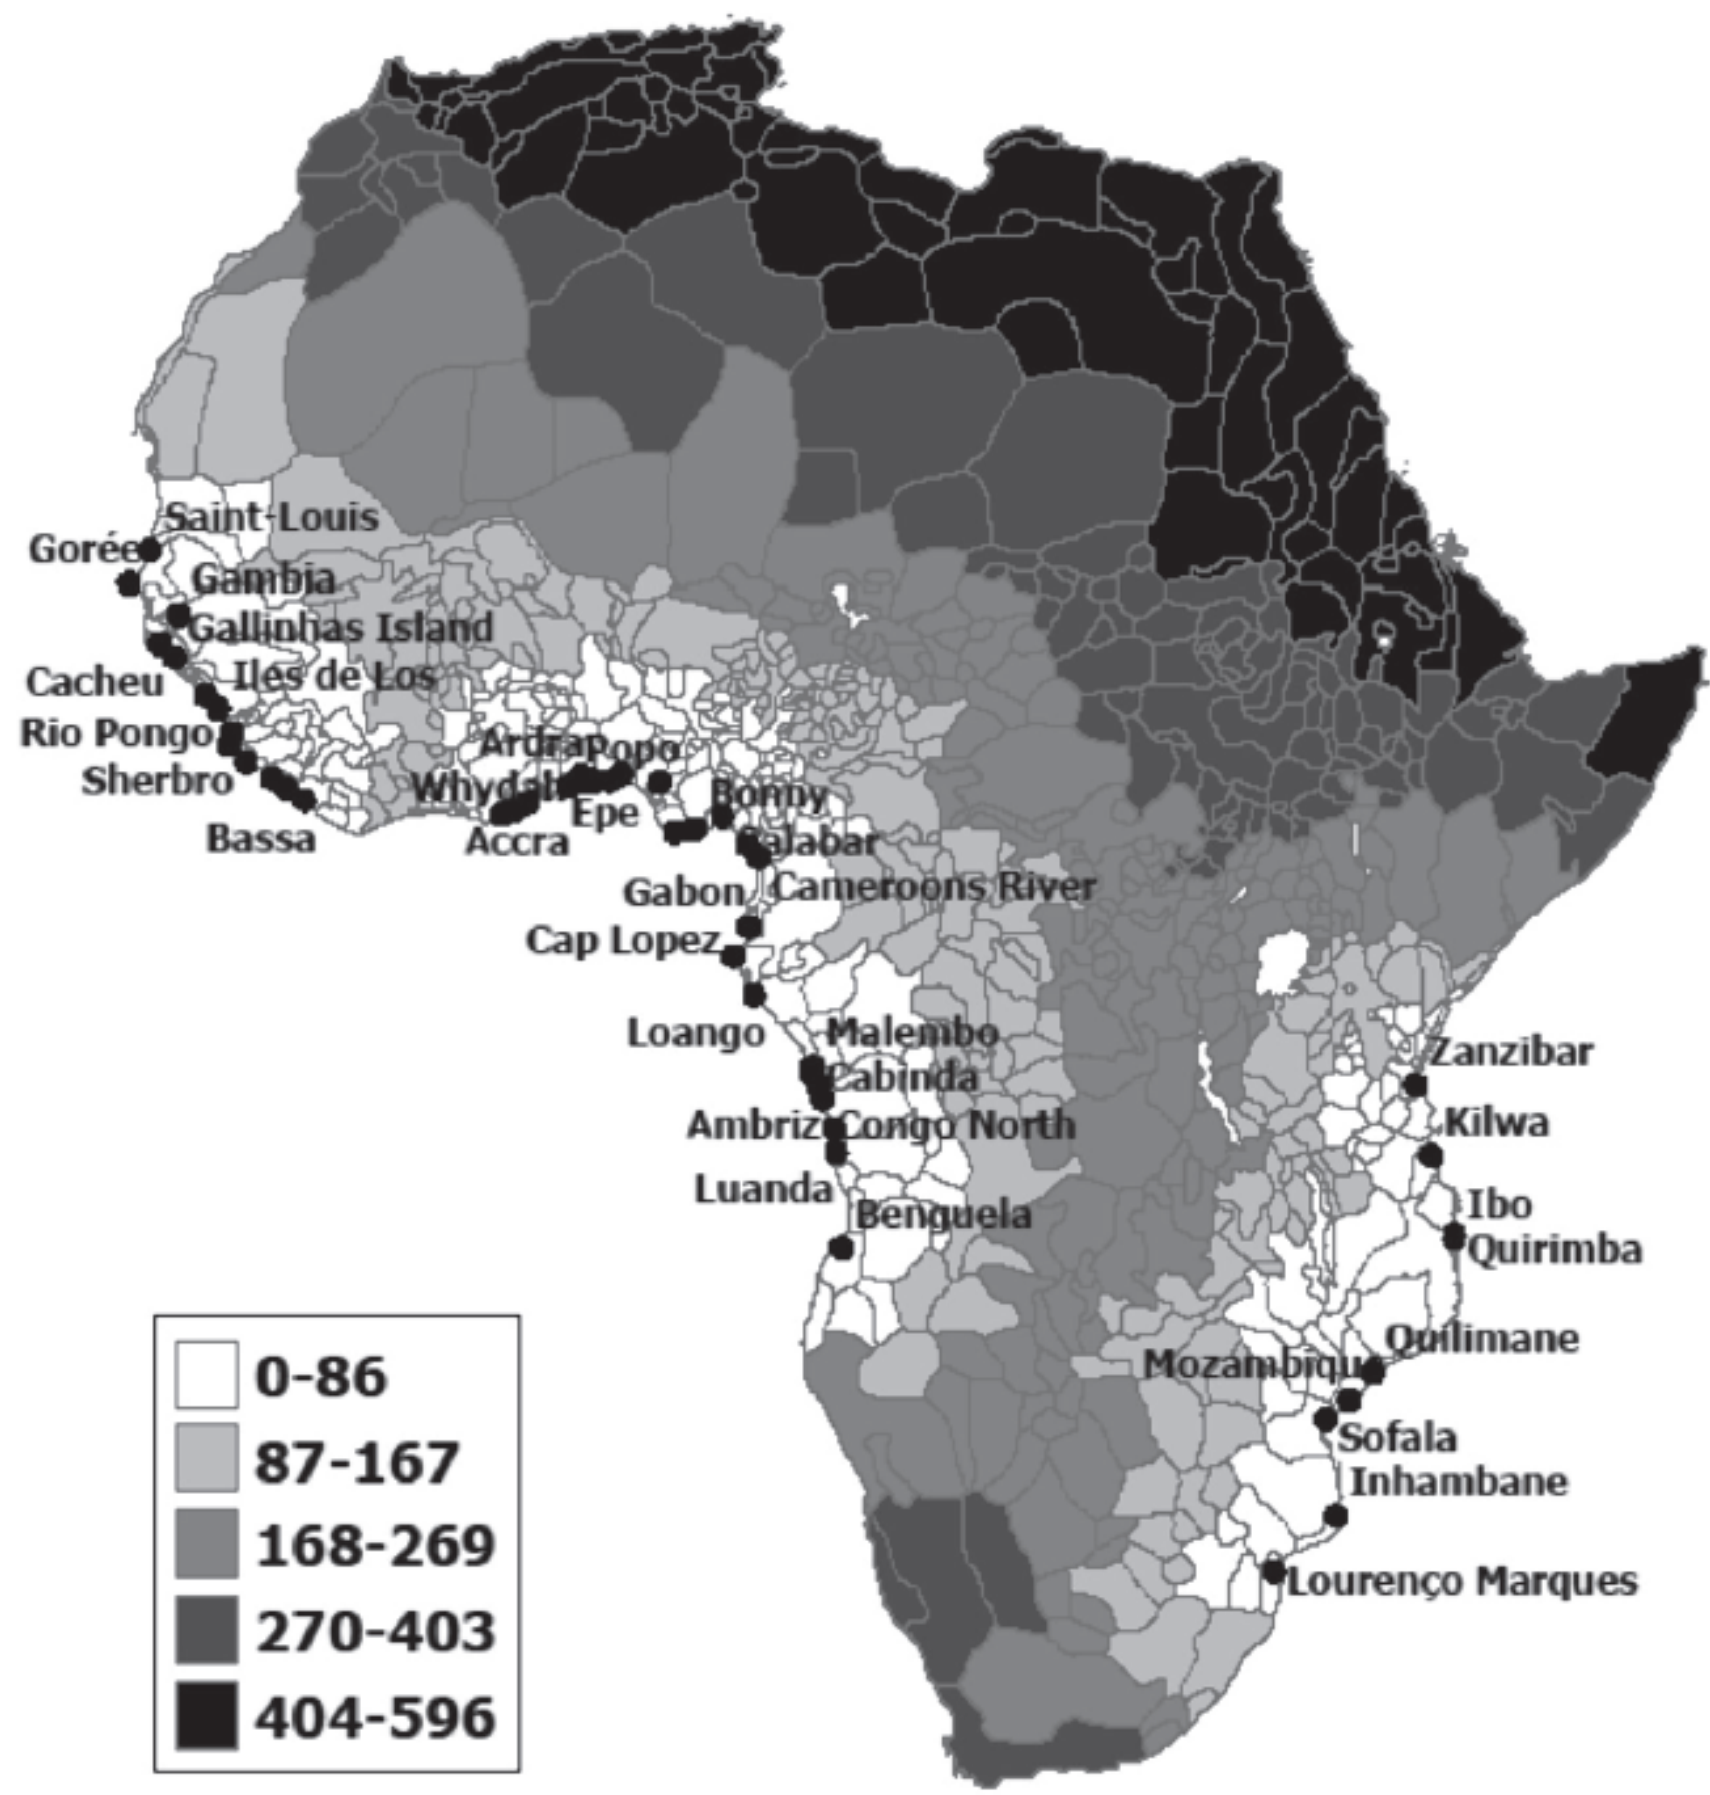 Saint-Louis
Gorée
Gambia
Gallinhas Island
Iles de Los
Cacheu
Rio Pongo
Sherbro
Bassa
Ardra
Popo
Whydah
Epe
Accra
Bonny
Calabar
Gabon
Cameroons River
Cap Lopez
Loango
Malembo
Cabinda
Ambriz
Congo North
Luanda
Benguela
Zanzibar
Kilwa
Ibo
Quirimba
Quilimane
Mozambique
Sofala
Inhambane
Lourenço Marques
0-86
87-167
168-269
270-403
404-596